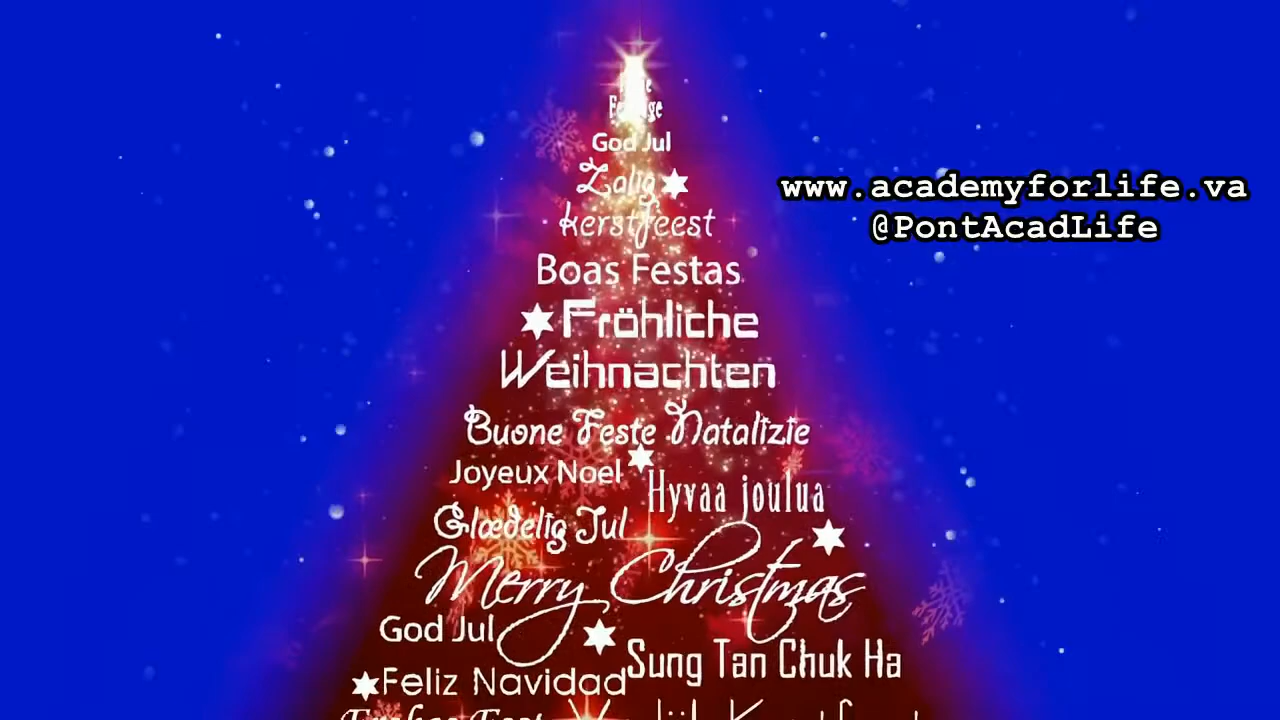 God Jul
Zalig
kerstfeest
Boas Festas
Fröhliche
Weihnachten
Buone Feste Natalizie
Joyeux Noel
Hyvaa joulua
Glædelig Jul
Merry Christmas
God Jul
Sung Tan Chuk Ha
Feliz Navidad
www.academyforlife.va
@PontAcadLife